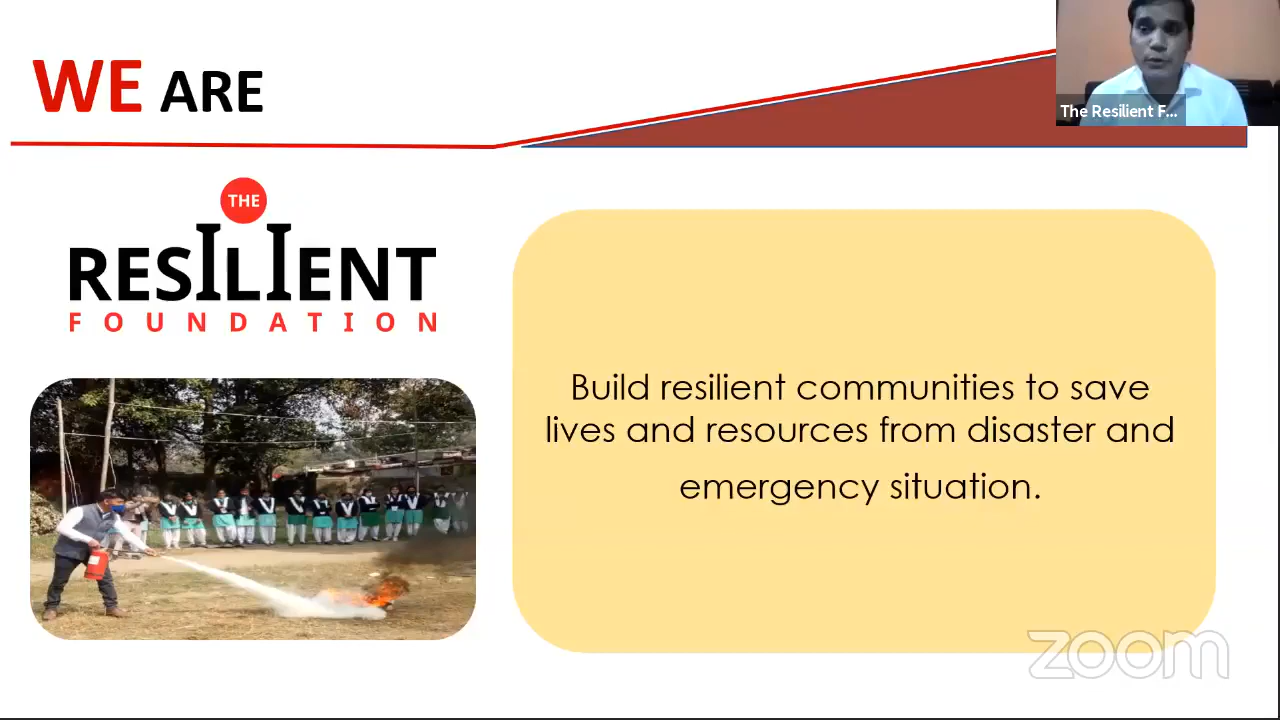 WE ARE
The Resilient F...
THE
RESILIENT
FOUNDATION
Build resilient communities to save
lives and resources from disaster and
emergency situation.
zoom